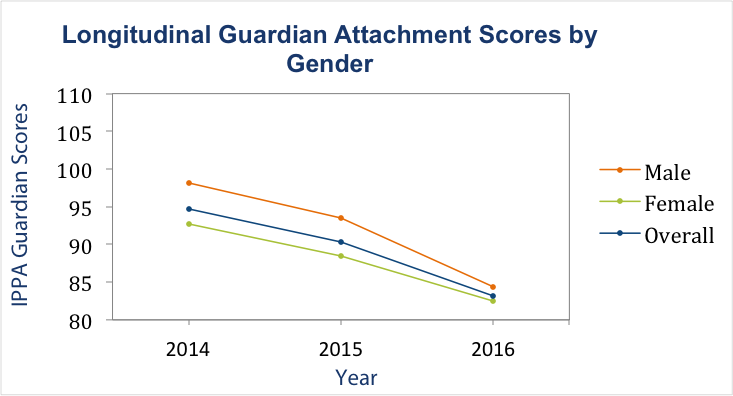 Longitudinal Guardian Attachment Scores by
Gender
IPPA Guardian Scores
110
105
100
95
90
85
80
2014
2015
2016
Year
Male
Female
Overall